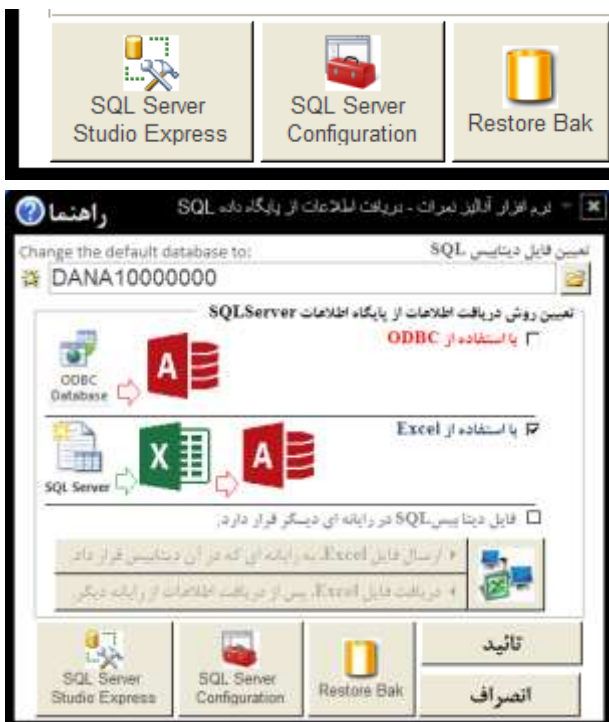 SQL Server
Studio Express
SQL Server
Configuration
Restore Bak
راهنما
نرم افزار آنالیز نمرات - دریافت اطلاعات از پایگاه داده SQL
Change the default database to:
تعیین فایل دیتابیس SQL
DANA10000000
تعیین روش دریافت اطلاعات از پایگاه اطلاعات SQLServer
با استفاده از ODBC
ODBC
Database
A
با استفاده از Excel
SQL Server
X
A
فایل دیتابیس SQL در رایانه ای دیگر قرار دارد:
ارسال فایل Excel، به رایانه ای که در آن دیتابیس قرار داد
دریافت فایل Excel، پس از دریافت اطلاعات از رایانه دیگر
SQL Server
Studio Express
SQL Server
Configuration
Restore Bak
تائید
انصراف